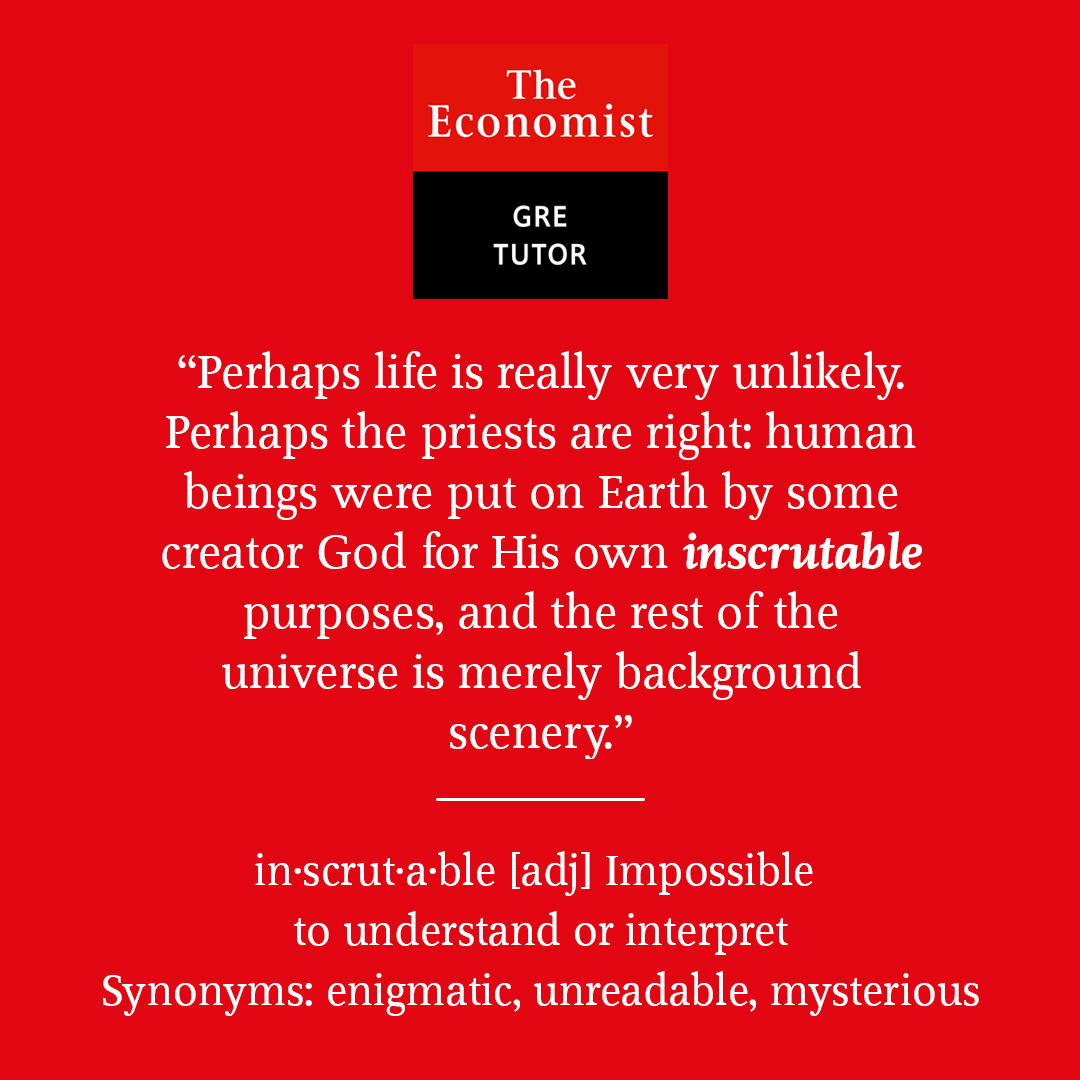 The
Economist
GRE
TUTOR
“Perhaps life is really very unlikely.
Perhaps the priests are right: human
beings were put on Earth by some
creator God for His own inscrutable
purposes, and the rest of the
universe is merely background
scenery.”
in·scrut·a·ble [adj] Impossible
to understand or interpret
Synonyms: enigmatic, unreadable, mysterious